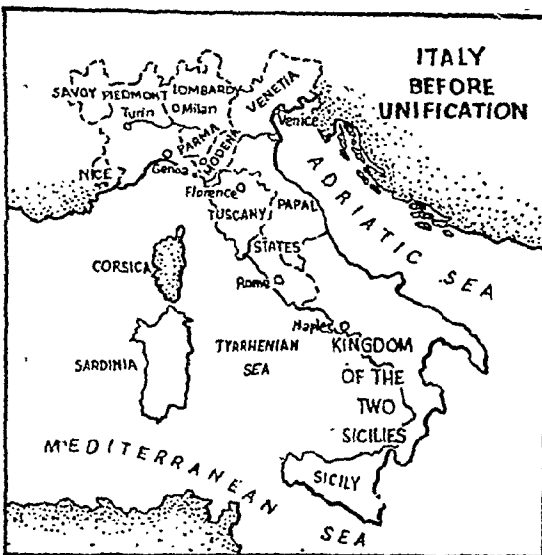 ITALY
BEFORE
UNIFICATION
SAVOY
PIEDMONT
LOMBARDY
Turin
Milan
VENETIA
Venice
PARMA
MODENA
Genoa
NICE
Florence
TUSCANY
PAPAL
STATES
ADRIATIC SEA
CORSICA
Rome
Naples
SARDINIA
TYRRHENIAN
SEA
KINGDOM
OF THE
TWO
SICILIES
SICILY
MEDITERRANEAN
SEA